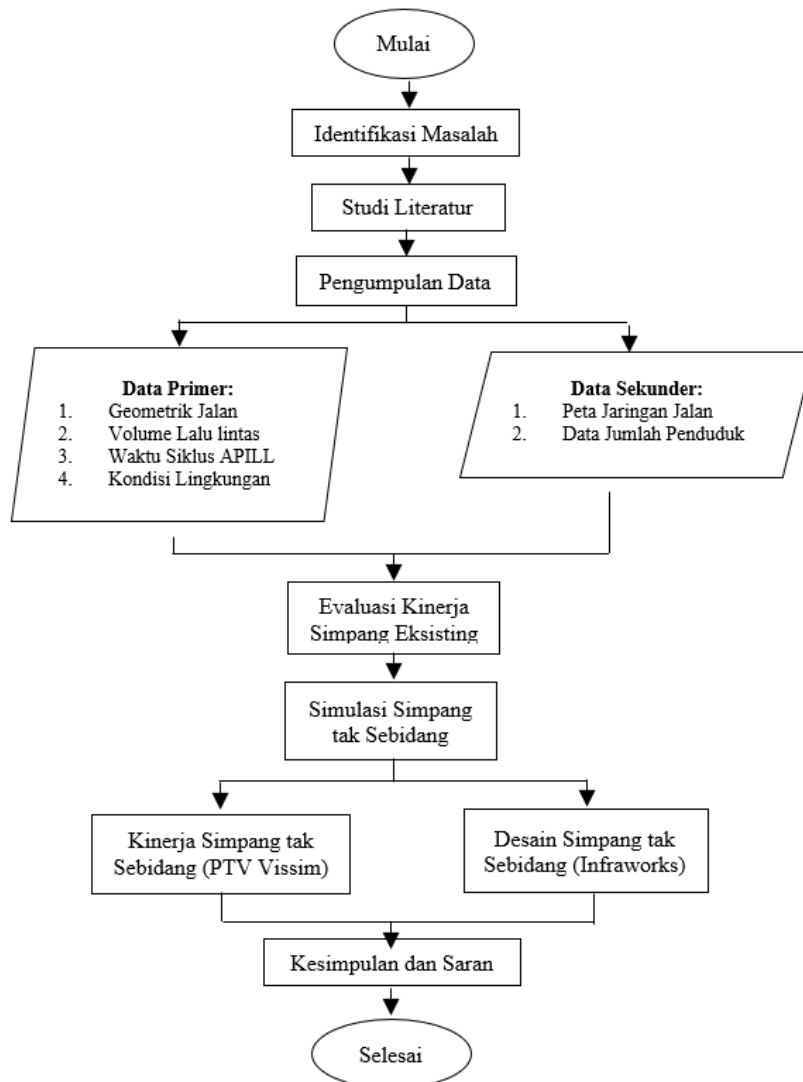 Mulai
Identifikasi Masalah
Studi Literatur
Pengumpulan Data
Data Primer:
1. Geometrik Jalan
2. Volume Lalu lintas
3. Waktu Siklus APILL
4. Kondisi Lingkungan
Data Sekunder:
1. Peta Jaringan Jalan
2. Data Jumlah Penduduk
Evaluasi Kinerja
Simpang Eksisting
Simulasi Simpang
tak Sebidang
Kinerja Simpang tak
Sebidang (PTV Vissim)
Desain Simpang tak
Sebidang (Infraworks)
Kesimpulan dan Saran
Selesai